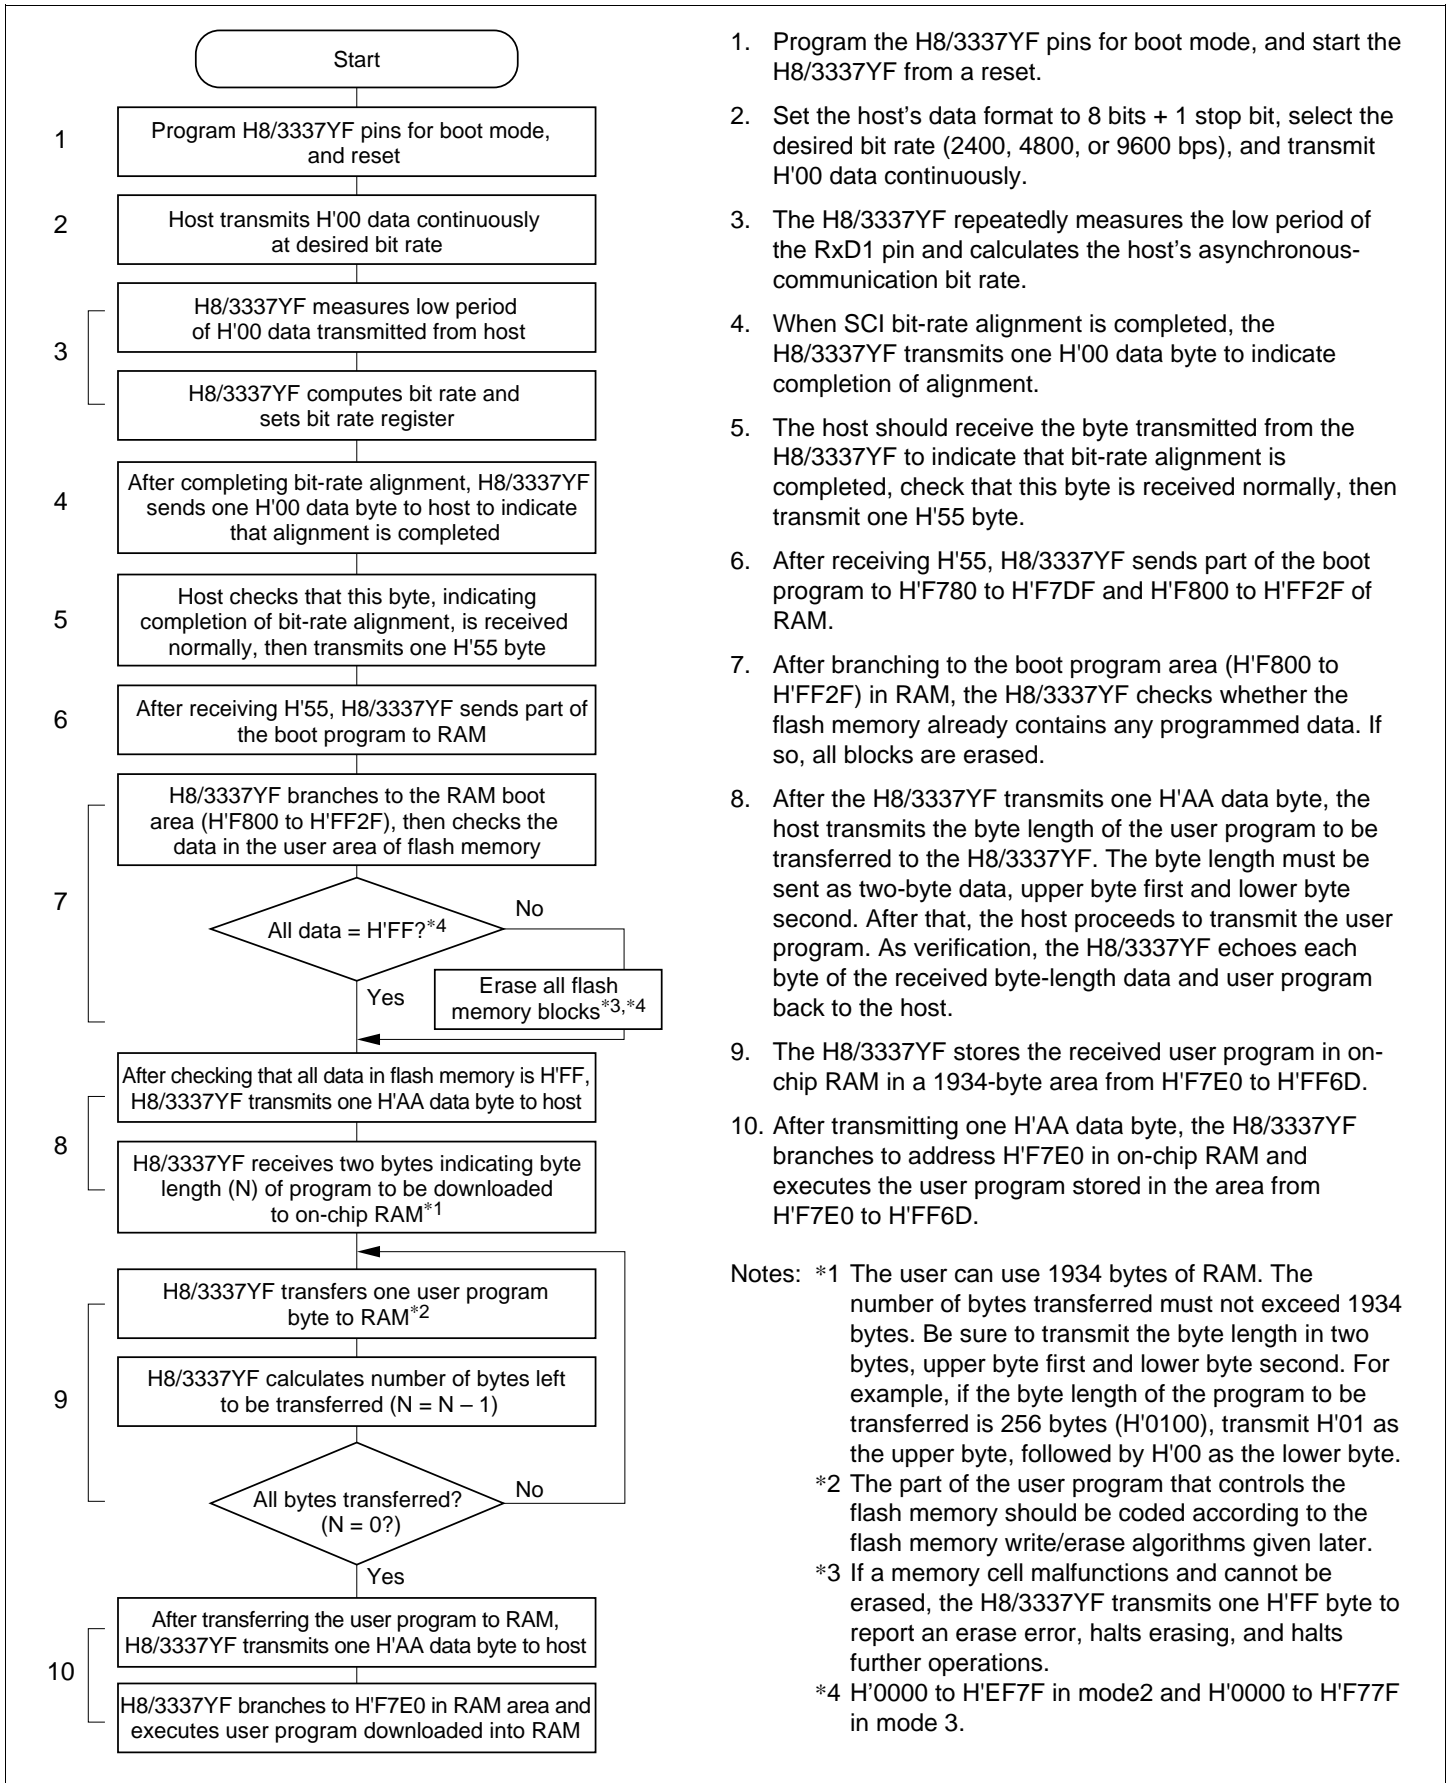 Start
1
Program H8/3337YF pins for boot mode,
and reset
2
Host transmits H'00 data continuously
at desired bit rate
3
H8/3337YF measures low period
of H'00 data transmitted from host
H8/3337YF computes bit rate and
sets bit rate register
4
After completing bit-rate alignment, H8/3337YF
sends one H'00 data byte to host to indicate
that alignment is completed
5
Host checks that this byte, indicating
completion of bit-rate alignment, is received
normally, then transmits one H'55 byte
6
After receiving H'55, H8/3337YF sends part of
the boot program to RAM
7
H8/3337YF branches to the RAM boot
area (H'F800 to H'FF2F), then checks the
data in the user area of flash memory
All data = H'FF?*4
No
Yes
Erase all flash
memory blocks*3,*4
8
After checking that all data in flash memory is H'FF,
H8/3337YF transmits one H'AA data byte to host
H8/3337YF receives two bytes indicating byte
length (N) of program to be downloaded
to on-chip RAM*1
9
H8/3337YF transfers one user program
byte to RAM*2
H8/3337YF calculates number of bytes left
to be transferred (N = N – 1)
All bytes transferred?
(N = 0?)
No
Yes
10
After transferring the user program to RAM,
H8/3337YF transmits one H'AA data byte to host
H8/3337YF branches to H'F7E0 in RAM area and
executes user program downloaded into RAM
1. Program the H8/3337YF pins for boot mode, and start the
H8/3337YF from a reset.
2. Set the host's data format to 8 bits + 1 stop bit, select the
desired bit rate (2400, 4800, or 9600 bps), and transmit
H'00 data continuously.
3. The H8/3337YF repeatedly measures the low period of
the RxD1 pin and calculates the host's asynchronous-
communication bit rate.
4. When SCI bit-rate alignment is completed, the
H8/3337YF transmits one H'00 data byte to indicate
completion of alignment.
5. The host should receive the byte transmitted from the
H8/3337YF to indicate that bit-rate alignment is
completed, check that this byte is received normally, then
transmit one H'55 byte.
6. After receiving H'55, H8/3337YF sends part of the boot
program to H'F780 to H'F7DF and H'F800 to H'FF2F of
RAM.
7. After branching to the boot program area (H'F800 to
H'FF2F) in RAM, the H8/3337YF checks whether the
flash memory already contains any programmed data. If
so, all blocks are erased.
8. After the H8/3337YF transmits one H'AA data byte, the
host transmits the byte length of the user program to be
transferred to the H8/3337YF. The byte length must be
sent as two-byte data, upper byte first and lower byte
second. After that, the host proceeds to transmit the user
program. As verification, the H8/3337YF echoes each
byte of the received byte-length data and user program
back to the host.
9. The H8/3337YF stores the received user program in on-
chip RAM in a 1934-byte area from H'F7E0 to H'FF6D.
10. After transmitting one H'AA data byte, the H8/3337YF
branches to address H'F7E0 in on-chip RAM and
executes the user program stored in the area from
H'F7E0 to H'FF6D.
Notes: *1 The user can use 1934 bytes of RAM. The
number of bytes transferred must not exceed 1934
bytes. Be sure to transmit the byte length in two
bytes, upper byte first and lower byte second. For
example, if the byte length of the program to be
transferred is 256 bytes (H'0100), transmit H'01 as
the upper byte, followed by H'00 as the lower byte.
*2 The part of the user program that controls the
flash memory should be coded according to the
flash memory write/erase algorithms given later.
*3 If a memory cell malfunctions and cannot be
erased, the H8/3337YF transmits one H'FF byte to
report an erase error, halts erasing, and halts
further operations.
*4 H'0000 to H'EF7F in mode2 and H'0000 to H'F77F
in mode 3.